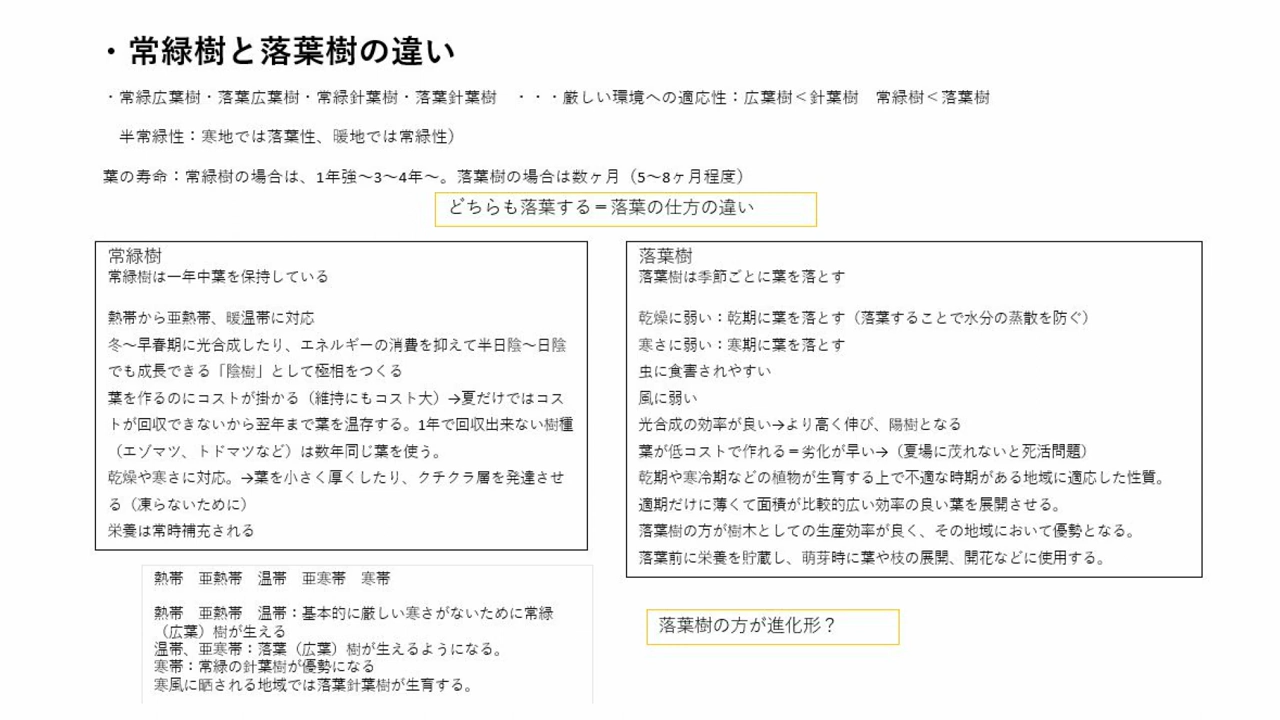 ・常緑樹と落葉樹の違い
・常緑広葉樹・落葉広葉樹・常緑針葉樹・落葉針葉樹　・・・厳しい環境への適応性：広葉樹＜針葉樹　常緑樹＜落葉樹
半常緑性：寒地では落葉性、暖地では常緑性）
葉の寿命：常緑樹の場合は、1年強～3～4年～。落葉樹の場合は数ヶ月（5～8ヶ月程度）
どちらも落葉する＝落葉の仕方の違い
常緑樹
常緑樹は一年中葉を保持している
熱帯から亜熱帯、暖温帯に対応
冬～早春期に光合成したり、エネルギーの消費を抑えて半日陰～日陰
でも成長できる「陰樹」として極相をつくる
葉を作るのにコストが掛かる（維持にもコスト大）→夏だけではコス
トが回収できないから翌年まで葉を温存する。1年で回収出来ない樹種
（エゾマツ、トドマツなど）は数年同じ葉を使う。
乾燥や寒さに対応。→葉を小さく厚くしたり、クチクラ層を発達させ
る（凍らないために）
栄養は常時補充される
落葉樹
落葉樹は季節ごとに葉を落とす
乾燥に弱い：乾期に葉を落とす（落葉することで水分の蒸散を防ぐ）
寒さに弱い：寒期に葉を落とす
虫に食害されやすい
風に弱い
光合成の効率が良い→より高く伸び、陽樹となる
葉が低コストで作れる＝劣化が早い→（夏場に茂れないと死活問題）
乾期や寒冷期などの植物が生育する上で不適な時期がある地域に適応した性質。
適期だけに薄くて面積が比較的広い効率の良い葉を展開させる。
落葉樹の方が樹木としての生産効率が良く、その地域において優勢となる。
落葉前に栄養を貯蔵し、萌芽時に葉や枝の展開、開花などに使用する。
熱帯　亜熱帯　温帯　亜寒帯　寒帯
熱帯　亜熱帯　温帯：基本的に厳しい寒さがないために常緑
（広葉）樹が生える
温帯、亜寒帯：落葉（広葉）樹が生えるようになる。
寒帯：常緑の針葉樹が優勢になる
寒風に晒される地域では落葉針葉樹が生育する。
落葉樹の方が進化形？